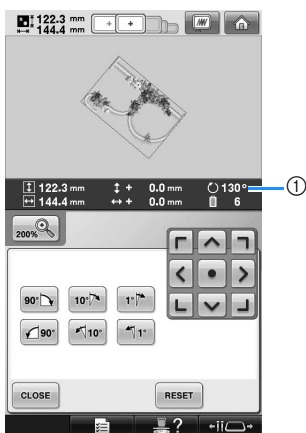 122.3 mm
144.4 mm
122.3 mm + 0.0 mm 130°
144.4 mm + 0.0 mm 6
①
200%
90° 10° 1°
90° 10° 1°
CLOSE RESET
?